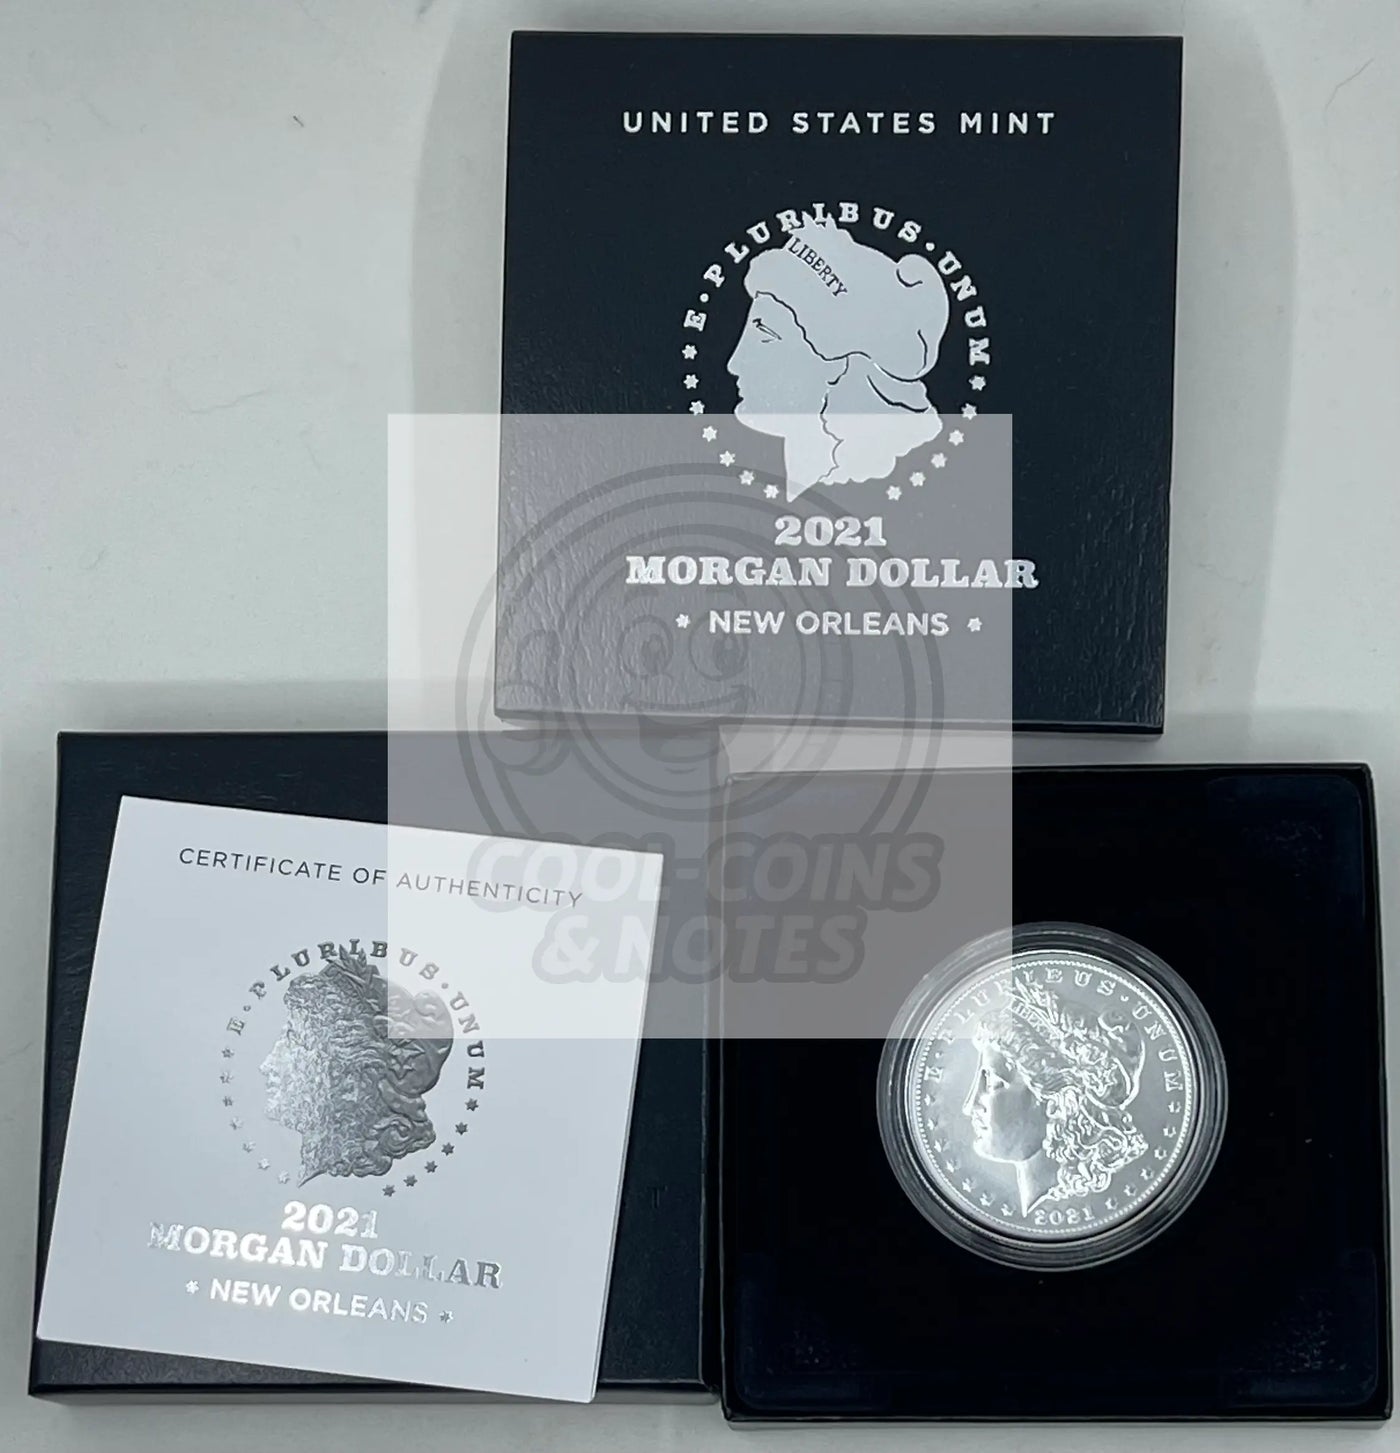 UNITED STATES MINT
E · PLURIBUS · UNUM
LIBERTY
2021
MORGAN DOLLAR
NEW ORLEANS
COOL-COINS
& NOTES
CERTIFICATE OF AUTHENTICITY
E · PLURIBUS · UNUM
2021
MORGAN DOLLAR
NEW ORLEANS
E · PLURIBUS · UNUM
LIBERTY
2021